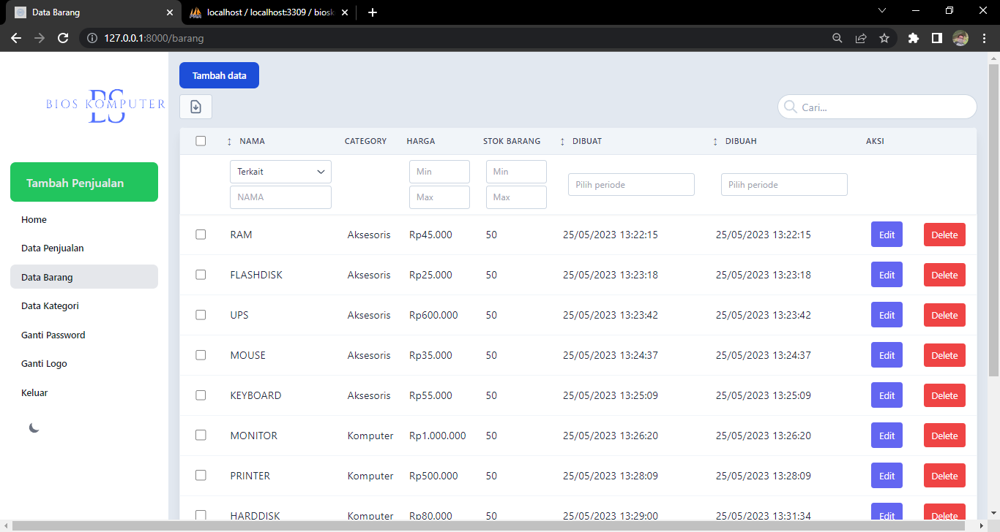 Data Barang
localhost / localhost:3309 / biosk
127.0.0.1:8000/barang
BIOS KOMPUTER
BS
Tambah Penjualan
Home
Data Penjualan
Data Barang
Data Kategori
Ganti Password
Ganti Logo
Keluar
Tambah data
Cari...
NAMA CATEGORY HARGA STOK BARANG DIBUAT DIBUAH AKSI
Terkait Min Min
Pilih periode Pilih periode
NAMA Max Max
RAM Aksesoris Rp45.000 50 25/05/2023 13:22:15 25/05/2023 13:22:15 Edit Delete
FLASHDISK Aksesoris Rp25.000 50 25/05/2023 13:23:18 25/05/2023 13:23:18 Edit Delete
UPS Aksesoris Rp600.000 50 25/05/2023 13:23:42 25/05/2023 13:23:42 Edit Delete
MOUSE Aksesoris Rp35.000 50 25/05/2023 13:24:37 25/05/2023 13:24:37 Edit Delete
KEYBOARD Aksesoris Rp55.000 50 25/05/2023 13:25:09 25/05/2023 13:25:09 Edit Delete
MONITOR Komputer Rp1.000.000 50 25/05/2023 13:26:20 25/05/2023 13:26:20 Edit Delete
PRINTER Komputer Rp500.000 50 25/05/2023 13:28:09 25/05/2023 13:28:09 Edit Delete
HARDDISK Komputer Rp80.000 50 25/05/2023 13:29:00 25/05/2023 13:31:34 Edit Delete